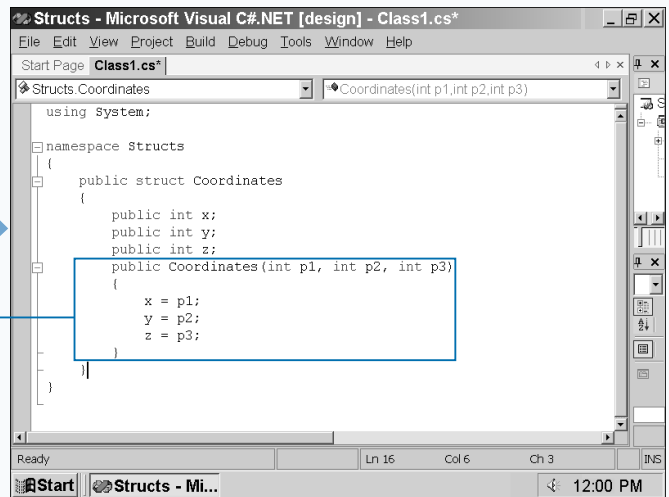 Structs - Microsoft Visual C#.NET [design] - Class1.cs*
File Edit View Project Build Debug Tools Window Help
Start Page Class1.cs*
Structs.Coordinates Coordinates(int p1,int p2,int p3)
using System;
namespace Structs
{
public struct Coordinates
{
public int x;
public int y;
public int z;
public Coordinates(int p1, int p2, int p3)
{
x = p1;
y = p2;
z = p3;
}
}
}
Ready Ln 16 Col 6 Ch 3 INS
Start Structs - Mi... 12:00 PM